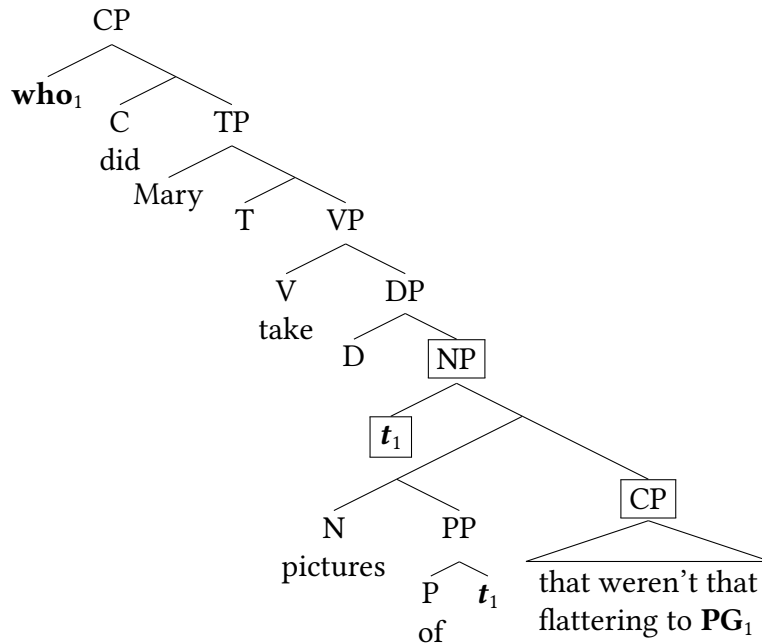 CP
who₁
C TP
did
Mary
T VP
V DP
take
D NP
t₁
CP
N PP
pictures
P t₁
of
that weren't that
flattering to PG₁